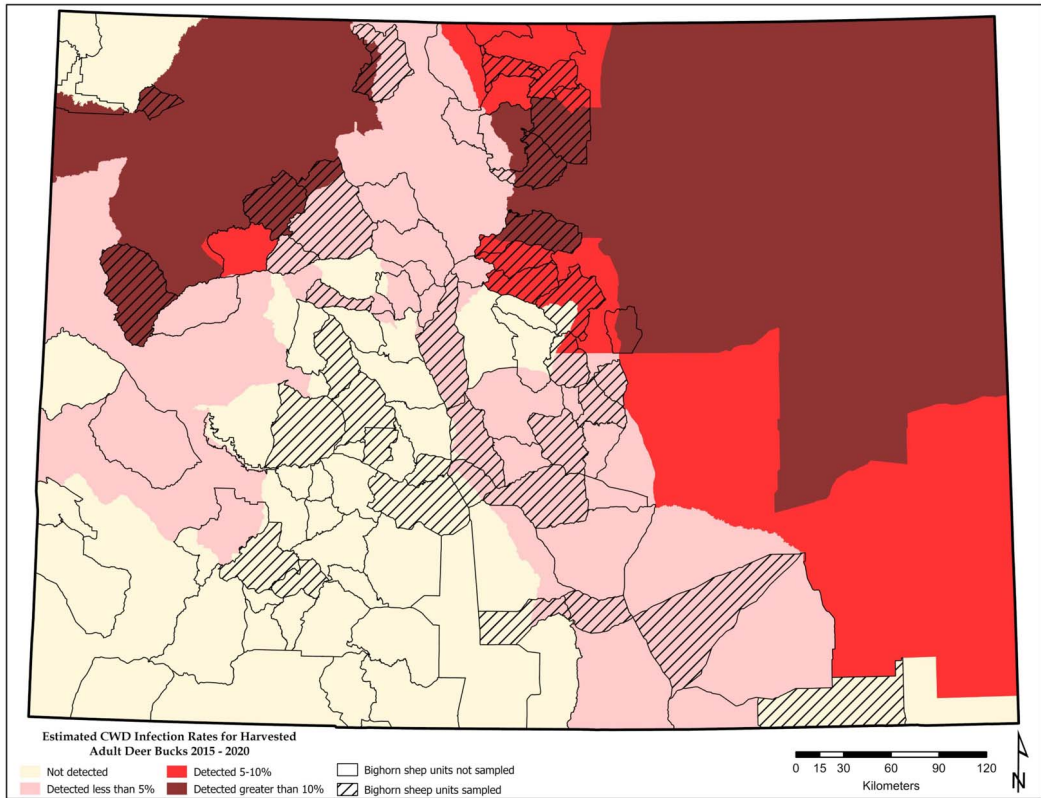 Estimated CWD Infection Rates for Harvested
Adult Deer Bucks 2015 - 2020
Not detected
Detected 5-10%
Bighorn shep units not sampled
Detected less than 5%
Detected greater than 10%
Bighorn sheep units sampled
0 15 30 60 90 120
Kilometers
N